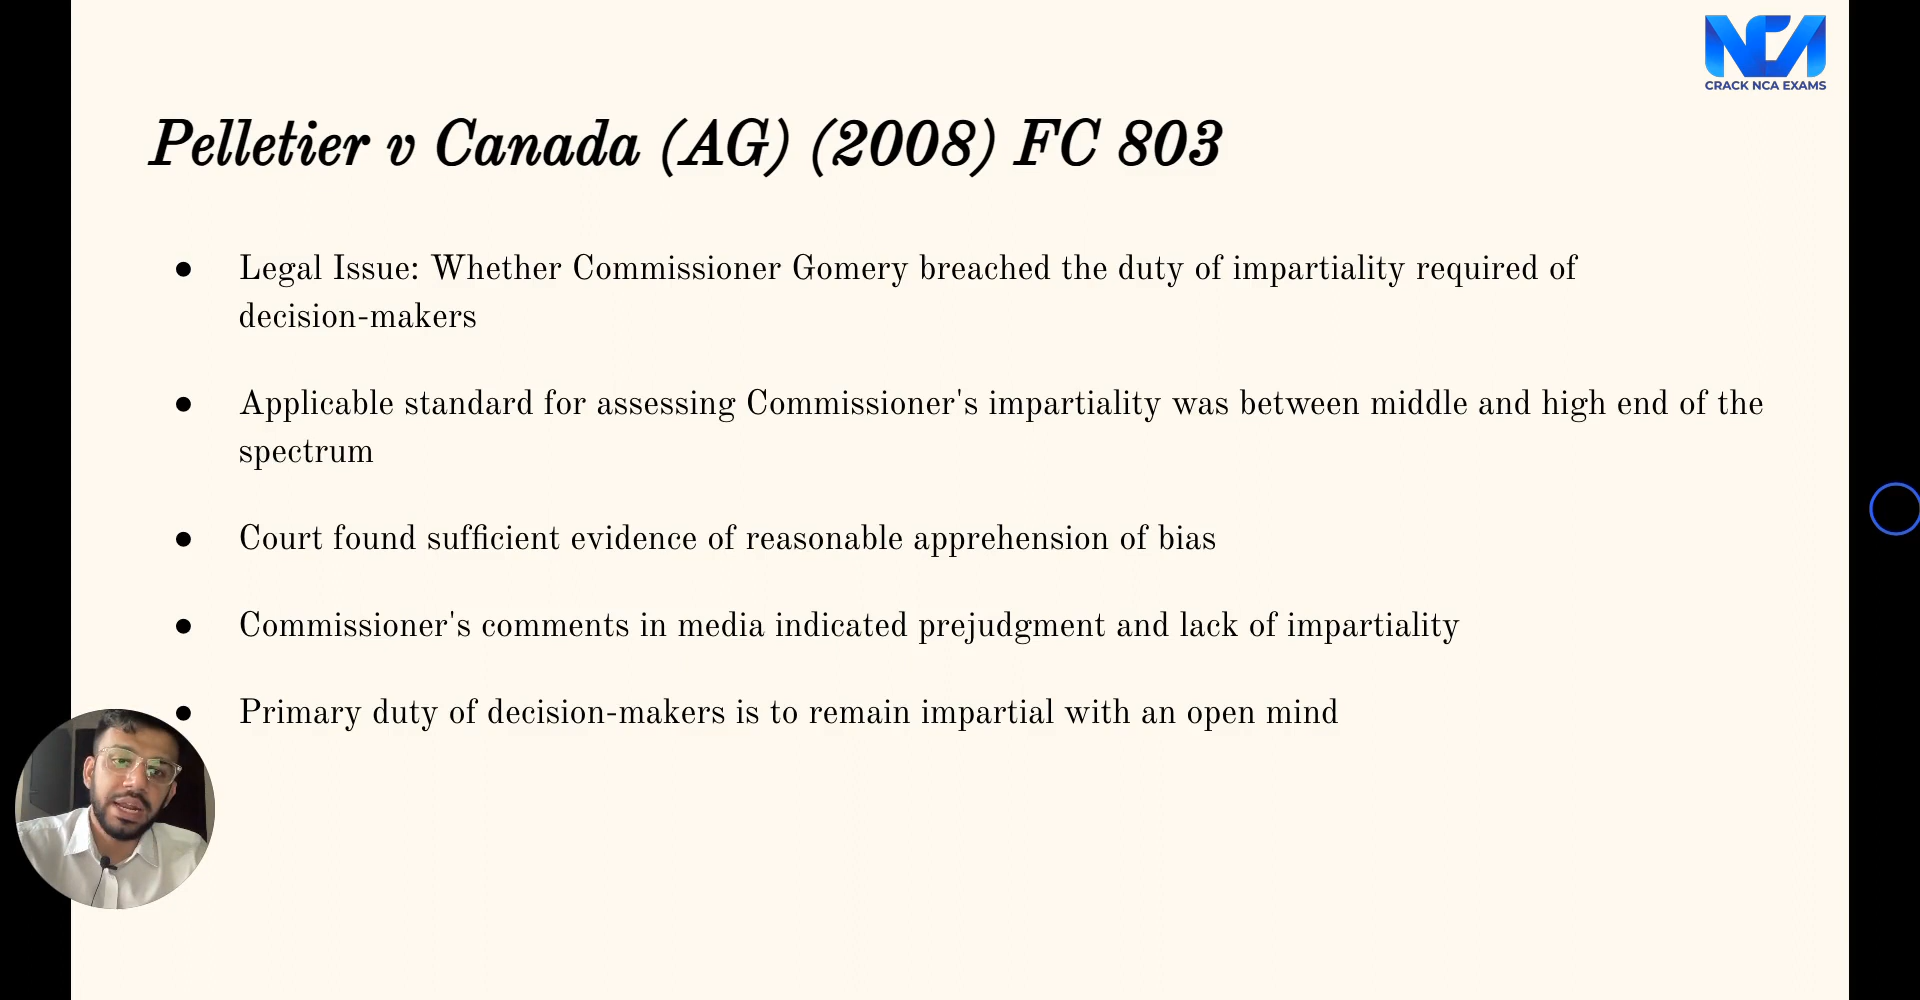 NCA
CRACK NCA EXAMS
Pelletier v Canada (AG) (2008) FC 803
● Legal Issue: Whether Commissioner Gomery breached the duty of impartiality required of
decision-makers
● Applicable standard for assessing Commissioner's impartiality was between middle and high end of the
spectrum
● Court found sufficient evidence of reasonable apprehension of bias
● Commissioner's comments in media indicated prejudgment and lack of impartiality
● Primary duty of decision-makers is to remain impartial with an open mind